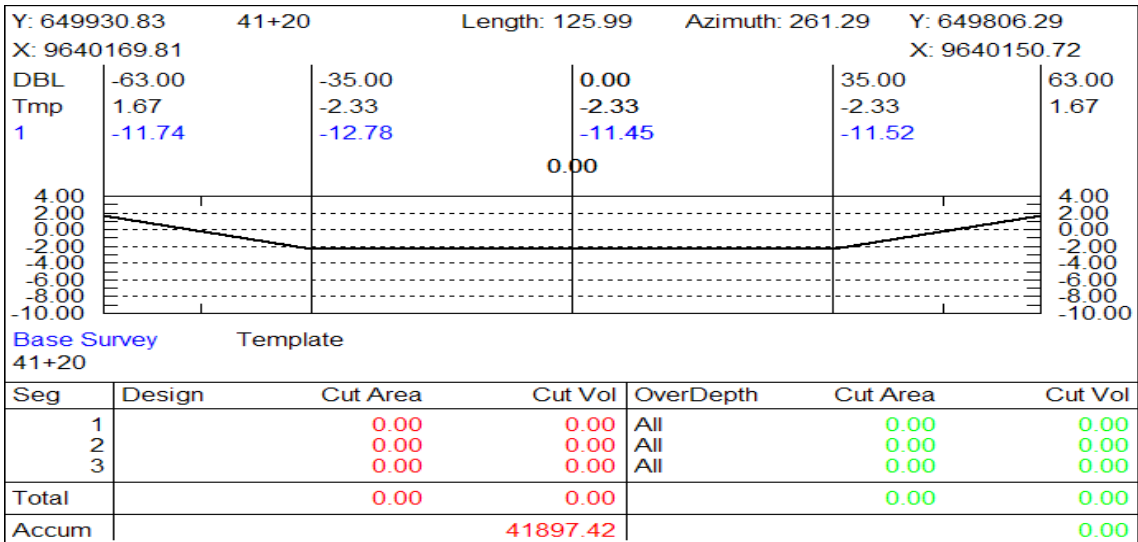 Y: 649930.83 41+20 Length: 125.99 Azimuth: 261.29 Y: 649806.29
X: 9640169.81 X: 9640150.72
DBL -63.00 -35.00 0.00 35.00 63.00
Tmp 1.67 -2.33 -2.33 -2.33 1.67
1 -11.74 -12.78 -11.45 -11.52
0.00
4.00 4.00
2.00 2.00
0.00 0.00
-2.00 -2.00
-4.00 -4.00
-6.00 -6.00
-8.00 -8.00
-10.00 -10.00
Base Survey Template
41+20
Seg Design Cut Area Cut Vol OverDepth Cut Area Cut Vol
1 0.00 0.00 All 0.00 0.00
2 0.00 0.00 All 0.00 0.00
3 0.00 0.00 All 0.00 0.00
Total 0.00 0.00 0.00 0.00
Accum 41897.42 0.00